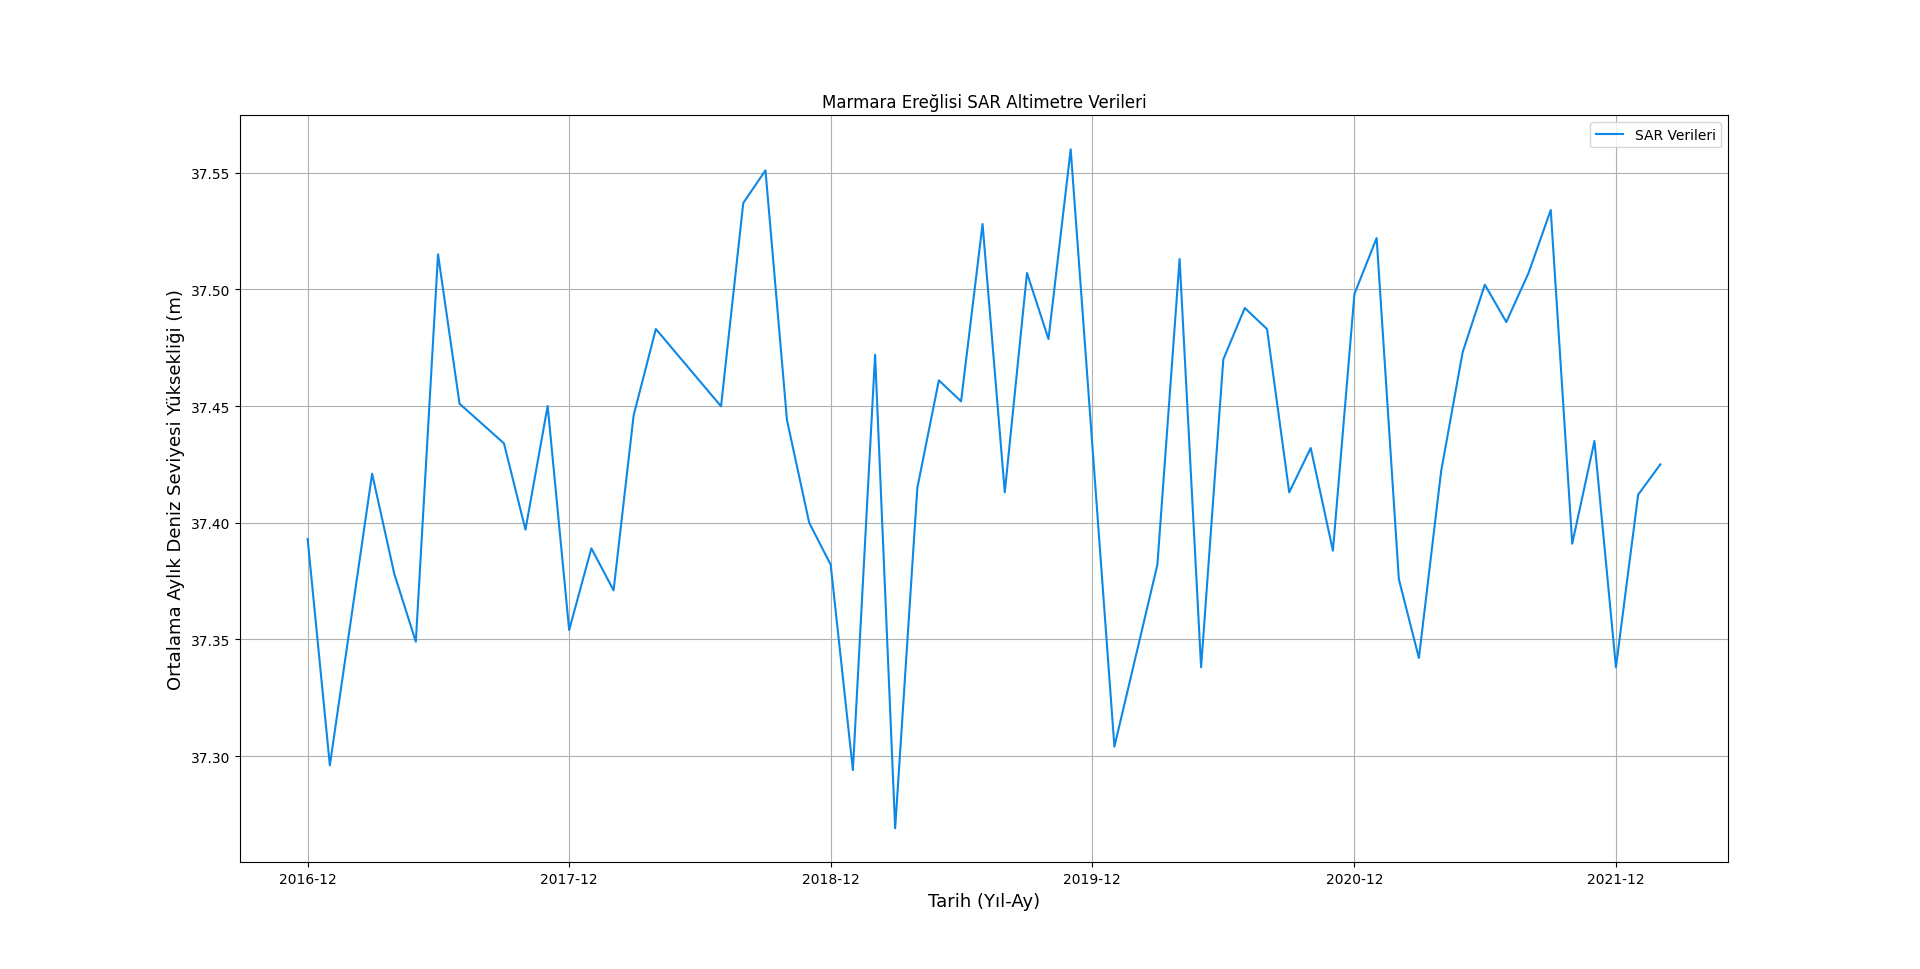 Marmara Ereğlisi SAR Altimetre Verileri
SAR Verileri
Ortalama Aylık Deniz Seviyesi Yüksekliği (m)
37.55
37.50
37.45
37.40
37.35
37.30
2016-12 2017-12 2018-12 2019-12 2020-12 2021-12
Tarih (Yıl-Ay)